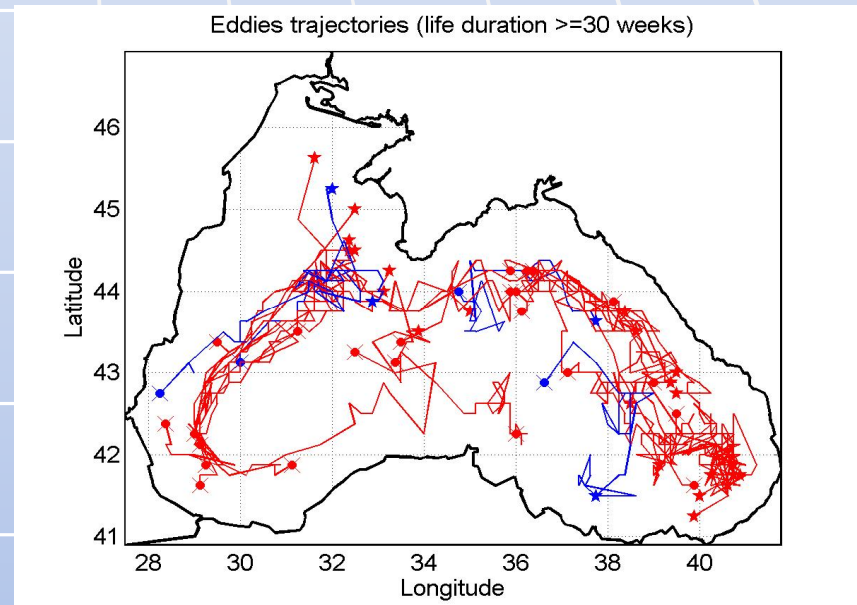 Eddies trajectories (life duration >=30 weeks)
46
45
44
43
42
41
Latitude
28 30 32 34 36 38 40
Longitude